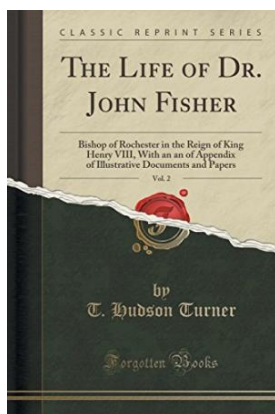 CLASSIC REPRINT SERIES
THE LIFE OF DR.
JOHN FISHER
Bishop of Rochester in the Reign of King
Henry VIII, With an an of Appendix
of Illustrative Documents and Papers
Vol. 2
by
T. Hudson Turner
Forgotten Books